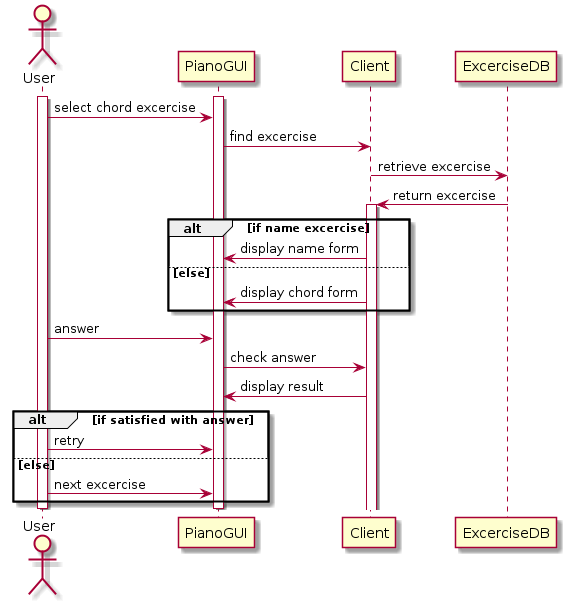 User
PianoGUI
Client
ExcerciseDB
select chord excercise
find excercise
retrieve excercise
return excercise
alt
[if name excercise]
display name form
[else]
display chord form
answer
check answer
display result
alt
[if satisfied with answer]
retry
[else]
next excercise
User
PianoGUI
Client
ExcerciseDB